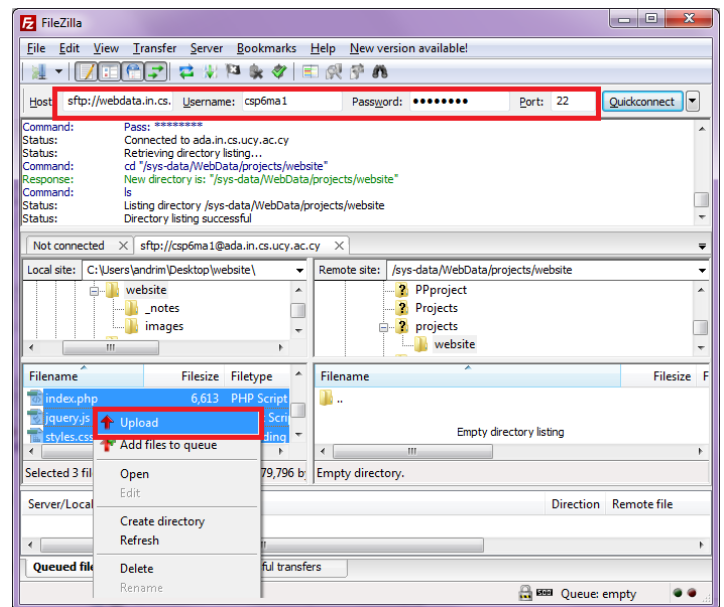 FileZilla
File Edit View Transfer Server Bookmarks Help New version available!
Host: sftp://webdata.in.cs. Username: csp6ma1 Password: •••••••• Port: 22 Quickconnect
Command: Pass: ********
Status: Connected to ada.in.cs.ucy.ac.cy
Status: Retrieving directory listing...
Command: cd "/sys-data/WebData/projects/website"
Response: New directory is: "/sys-data/WebData/projects/website"
Command: ls
Status: Listing directory /sys-data/WebData/projects/website
Status: Directory listing successful
Not connected sftp://csp6ma1@ada.in.cs.ucy.ac.cy
Local site: C:\Users\andrim\Desktop\website\ Remote site: /sys-data/WebData/projects/website
website PPproject
_notes Projects
images projects
website
Filename Filesize Filetype Filename Filesize F
index.php 6,613 PHP Script ..
jquery.js Scri
Upload
styles.css ding Empty directory listing
Add files to queue
Selected 3 fil 79,796 b Empty directory.
Open
Edit
Server/Local Direction Remote file
Create directory
Refresh
Queued file ful transfers
Delete
Rename
Queue: empty